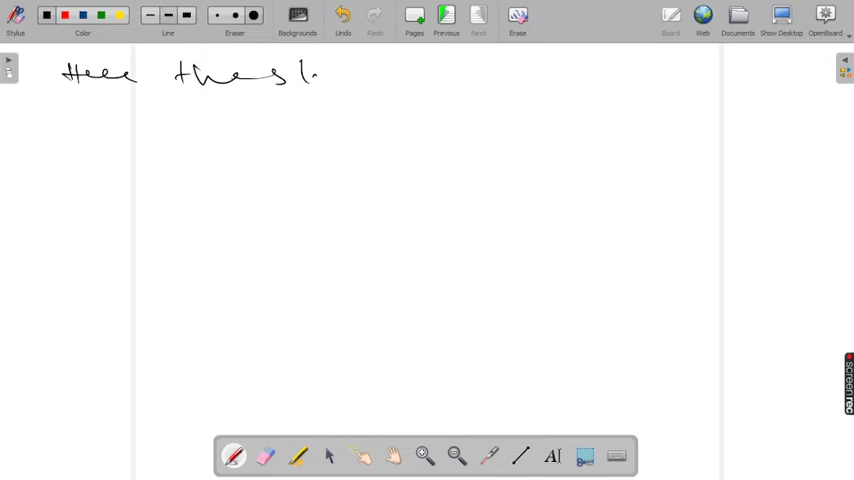 Stylus
Color
Line
Eraser
Backgrounds
Undo
Redo
Pages
Previous
Next
Erase
Board
Web
Documents
Show Desktop
OpenBoard
Here
screenrec